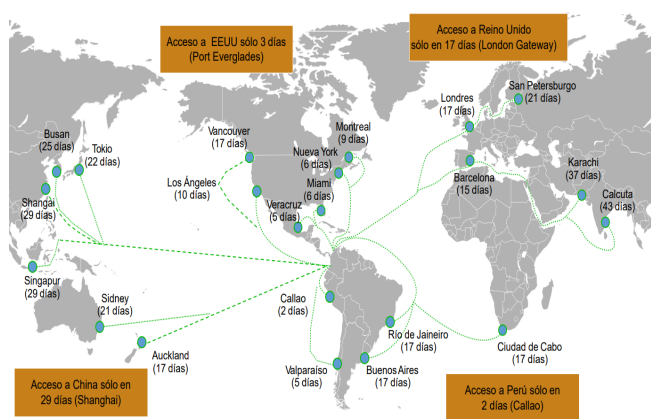 Acceso a EEUU sólo 3 días
(Port Everglades)
Acceso a Reino Unido
sólo en 17 días (London Gateway)
San Petersburgo
(21 días)
Londres
(17 días)
Busan
(25 días)
Tokio
(22 días)
Vancouver
(17 días)
Montreal
(9 días)
Nueva York
(6 días)
Los Ángeles
(10 días)
Miami
(6 días)
Barcelona
(15 días)
Karachi
(37 días)
Shangai
(29 días)
Veracruz
(5 días)
Calcuta
(43 días)
Singapur
(29 días)
Sidney
(21 días)
Callao
(2 días)
Auckland
(17 días)
Río de Jaineiro
(17 días)
Ciudad de Cabo
(17 días)
Valparaíso
(5 días)
Buenos Aires
(17 días)
Acceso a China sólo en
29 días (Shanghai)
Acceso a Perú sólo en
2 días (Callao)